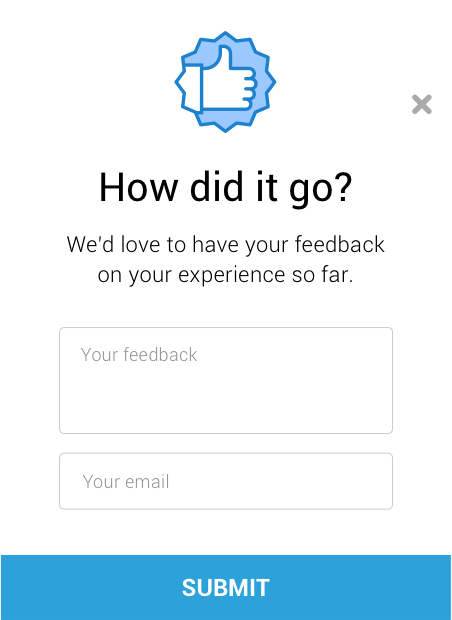 How did it go?
We'd love to have your feedback
on your experience so far.
Your feedback
Your email
SUBMIT